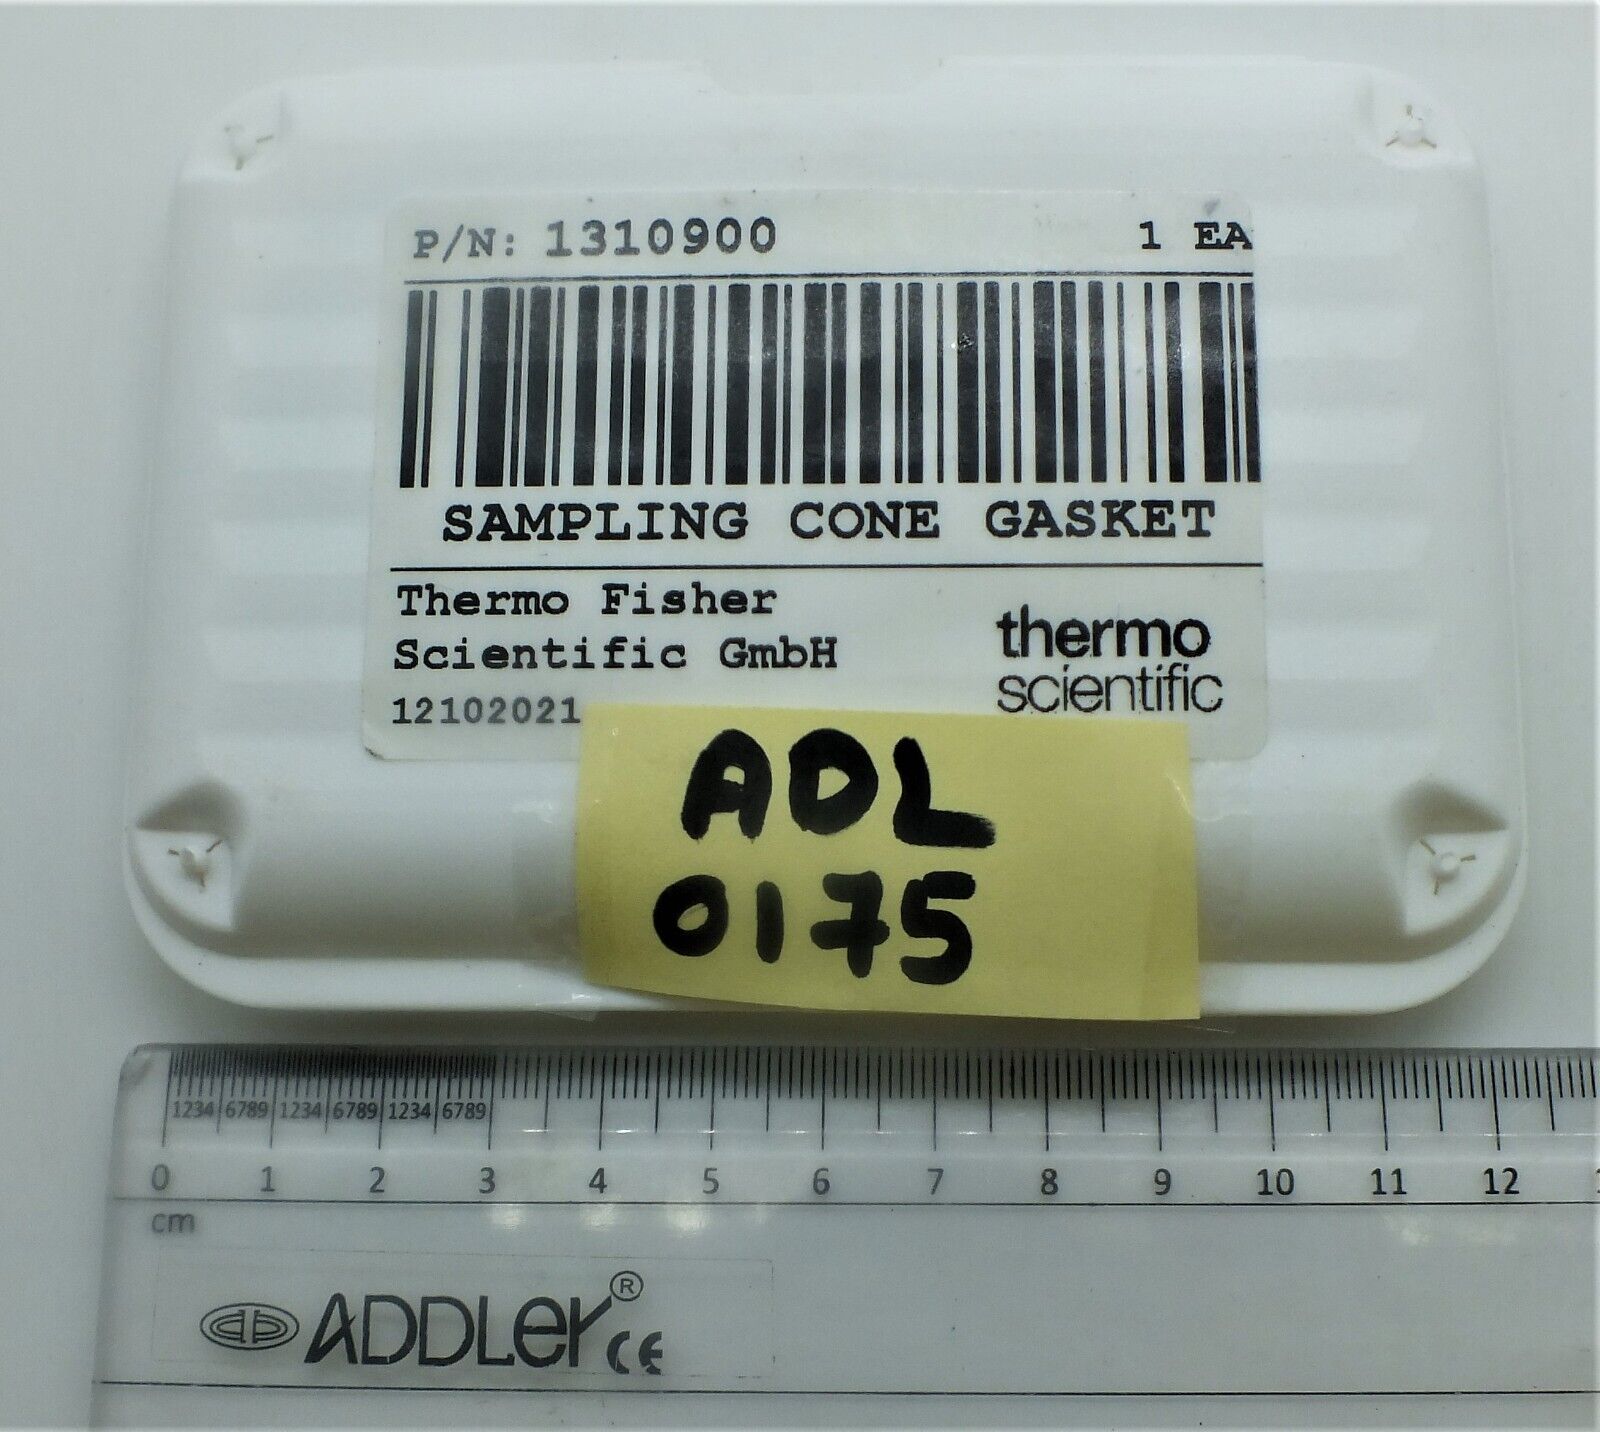 P/N: 1310900 1 EA
SAMPLING CONE GASKET
Thermo Fisher
Scientific GmbH
12102021
thermo
scientific
ADL
0175
1234 6789 1234 6789 1234 6789
0 1 2 3 4 5 6 7 8 9 10 11 12
cm
ADDLer®
CE